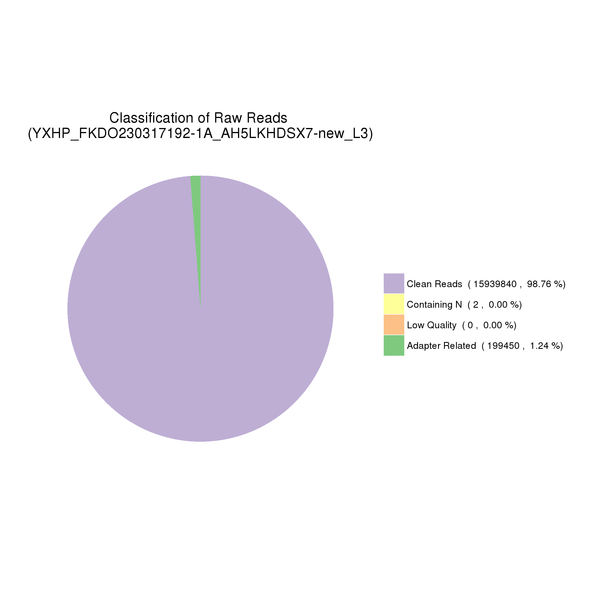 Classification of Raw Reads
(YXHP_FKDO230317192-1A_AH5LKHDSX7-new_L3)
Clean Reads ( 15939840 , 98.76 %)
Containing N ( 2 , 0.00 %)
Low Quality ( 0 , 0.00 %)
Adapter Related ( 199450 , 1.24 %)